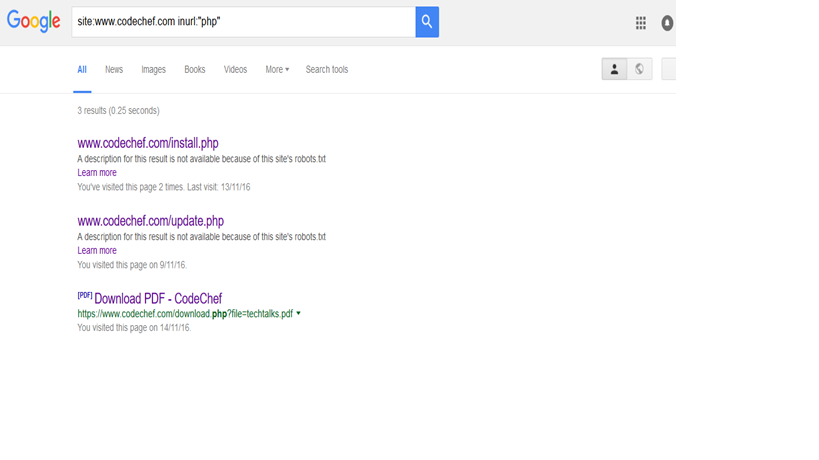 Google
site:www.codechef.com inurl:"php"
All News Images Books Videos More Search tools
3 results (0.25 seconds)
www.codechef.com/install.php
A description for this result is not available because of this site's robots.txt
Learn more
You've visited this page 2 times. Last visit: 13/11/16
www.codechef.com/update.php
A description for this result is not available because of this site's robots.txt
Learn more
You visited this page on 9/11/16.
[PDF] Download PDF - CodeChef
https://www.codechef.com/download.php?file=techtalks.pdf
You visited this page on 14/11/16.